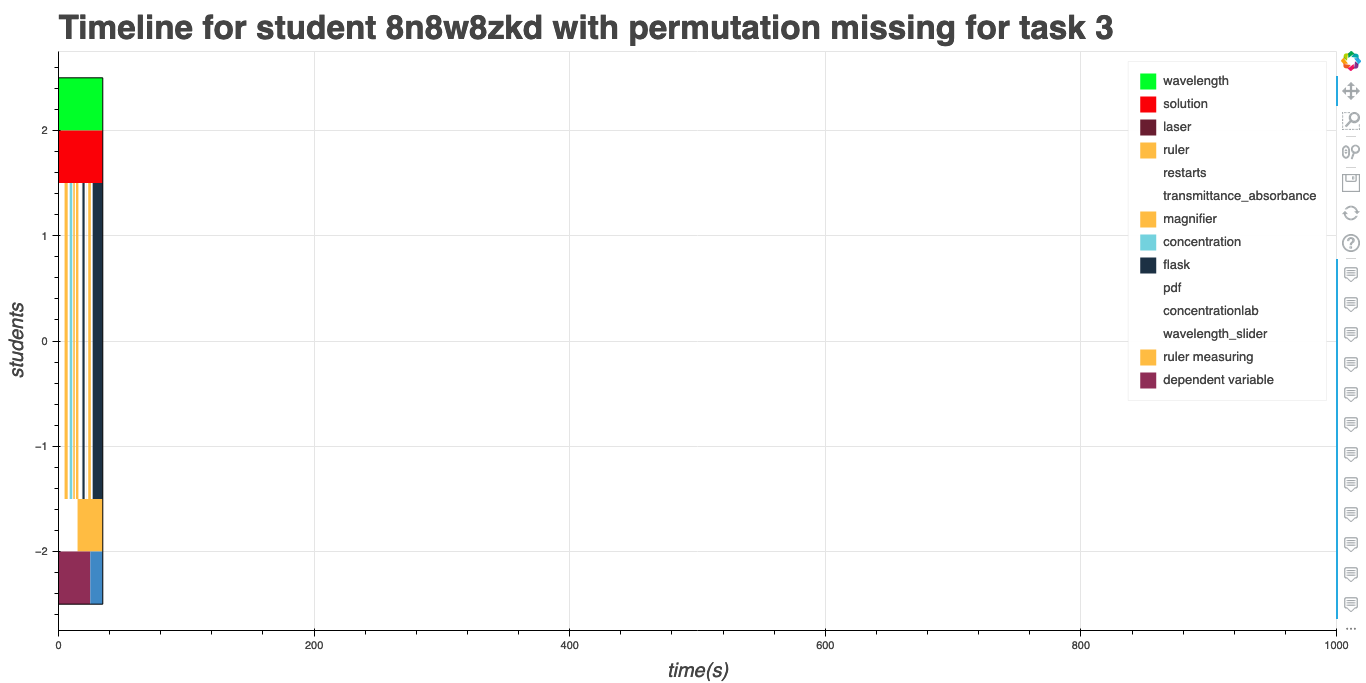 Timeline for student 8n8w8zkd with permutation missing for task 3
wavelength
solution
laser
ruler
restarts
transmittance_absorbance
magnifier
concentration
flask
pdf
concentrationlab
wavelength_slider
ruler measuring
dependent variable
students
2
1
0
−1
−2
0
200
400
600
800
1000
time(s)